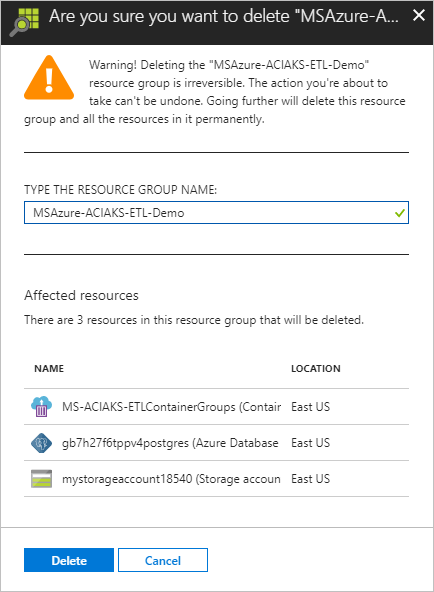 Are you sure you want to delete "MSAzure-A...
Warning! Deleting the "MSAzure-ACIAKS-ETL-Demo"
resource group is irreversible. The action you're about to
take can't be undone. Going further will delete this resource
group and all the resources in it permanently.
TYPE THE RESOURCE GROUP NAME:
MSAzure-ACIAKS-ETL-Demo
Affected resources
There are 3 resources in this resource group that will be deleted.
NAME LOCATION
MS-ACIAKS-ETLContainerGroups (Contair East US
gb7h27f6tppv4postgres (Azure Database East US
mystorageaccount18540 (Storage accoun East US
Delete Cancel